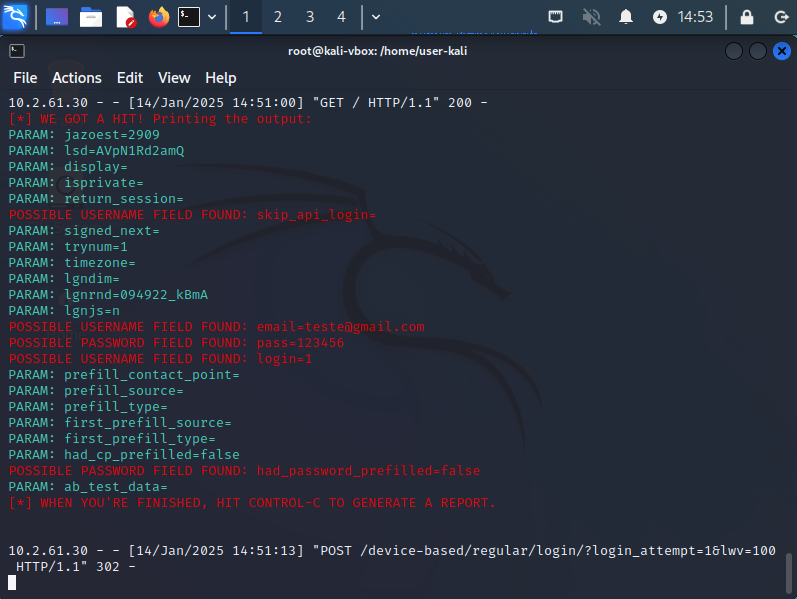 1 2 3 4 14:53
root@kali-vbox: /home/user-kali
File Actions Edit View Help
10.2.61.30 - - [14/Jan/2025 14:51:00] "GET / HTTP/1.1" 200 -
[*] WE GOT A HIT! Printing the output:
PARAM: jazoest=2909
PARAM: lsd=AVpN1Rd2amQ
PARAM: display=
PARAM: isprivate=
PARAM: return_session=
POSSIBLE USERNAME FIELD FOUND: skip_api_login=
PARAM: signed_next=
PARAM: trynum=1
PARAM: timezone=
PARAM: lgndim=
PARAM: lgnrnd=094922_kBmA
PARAM: lgnjs=n
POSSIBLE USERNAME FIELD FOUND: email=teste@gmail.com
POSSIBLE PASSWORD FIELD FOUND: pass=123456
POSSIBLE USERNAME FIELD FOUND: login=1
PARAM: prefill_contact_point=
PARAM: prefill_source=
PARAM: prefill_type=
PARAM: first_prefill_source=
PARAM: first_prefill_type=
PARAM: had_cp_prefilled=false
POSSIBLE PASSWORD FIELD FOUND: had_password_prefilled=false
PARAM: ab_test_data=
[*] WHEN YOU'RE FINISHED, HIT CONTROL-C TO GENERATE A REPORT.
10.2.61.30 - - [14/Jan/2025 14:51:13] "POST /device-based/regular/login/?login_attempt=1&lwv=100
HTTP/1.1" 302 -